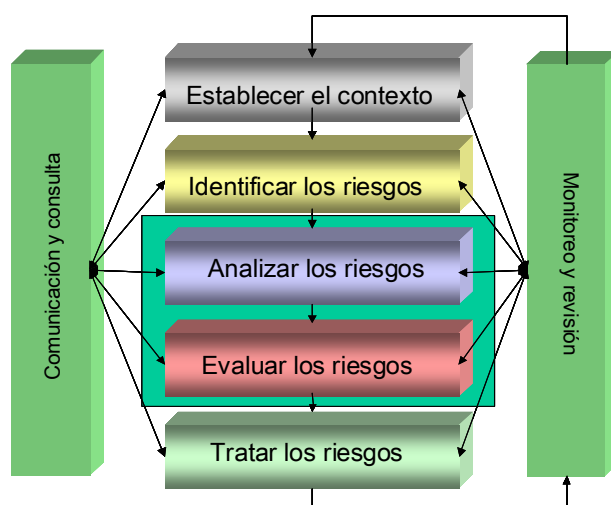 Comunicación y consulta
Establecer el contexto
Identificar los riesgos
Analizar los riesgos
Evaluar los riesgos
Tratar los riesgos
Monitoreo y revisión